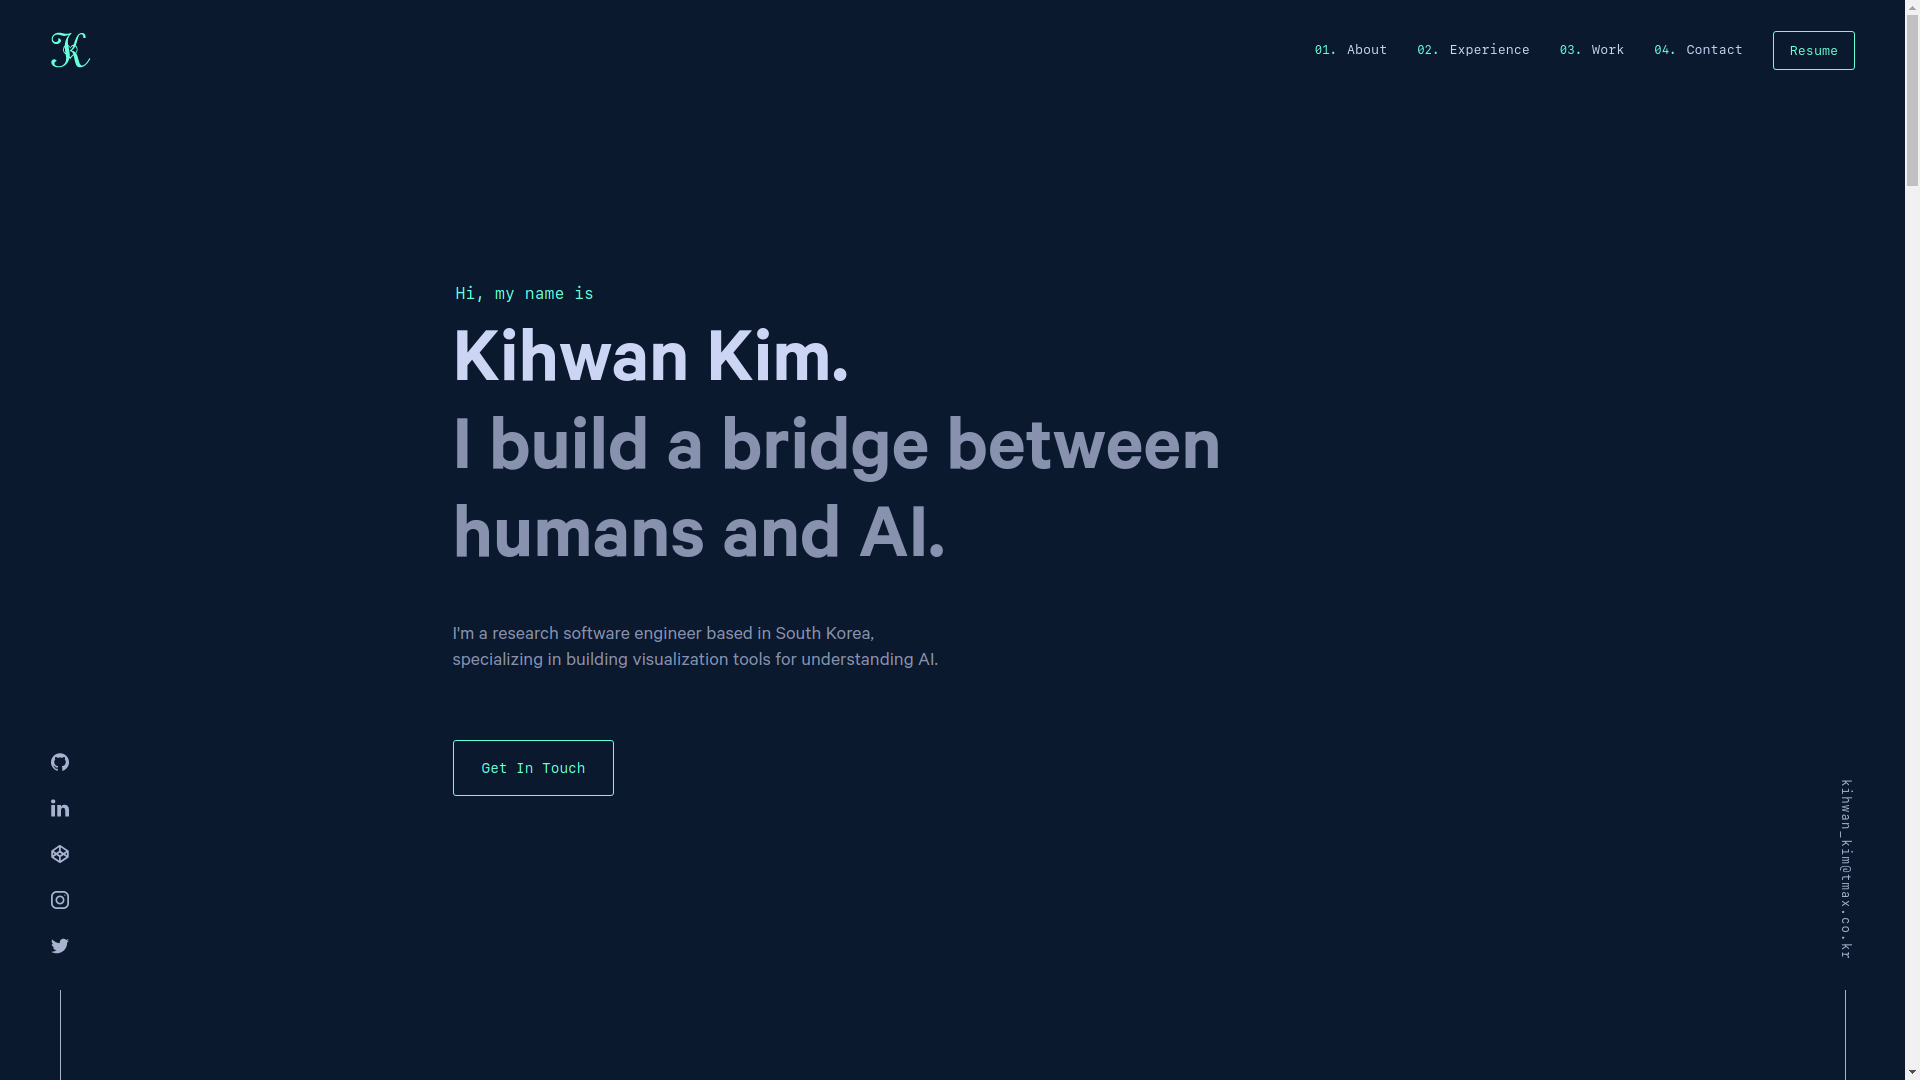 K
01. About 02. Experience 03. Work 04. Contact Resume
Hi, my name is
Kihwan Kim.
I build a bridge between
humans and AI.
I'm a research software engineer based in South Korea,
specializing in building visualization tools for understanding AI.
Get In Touch
kihwan_kim@tmax.co.kr